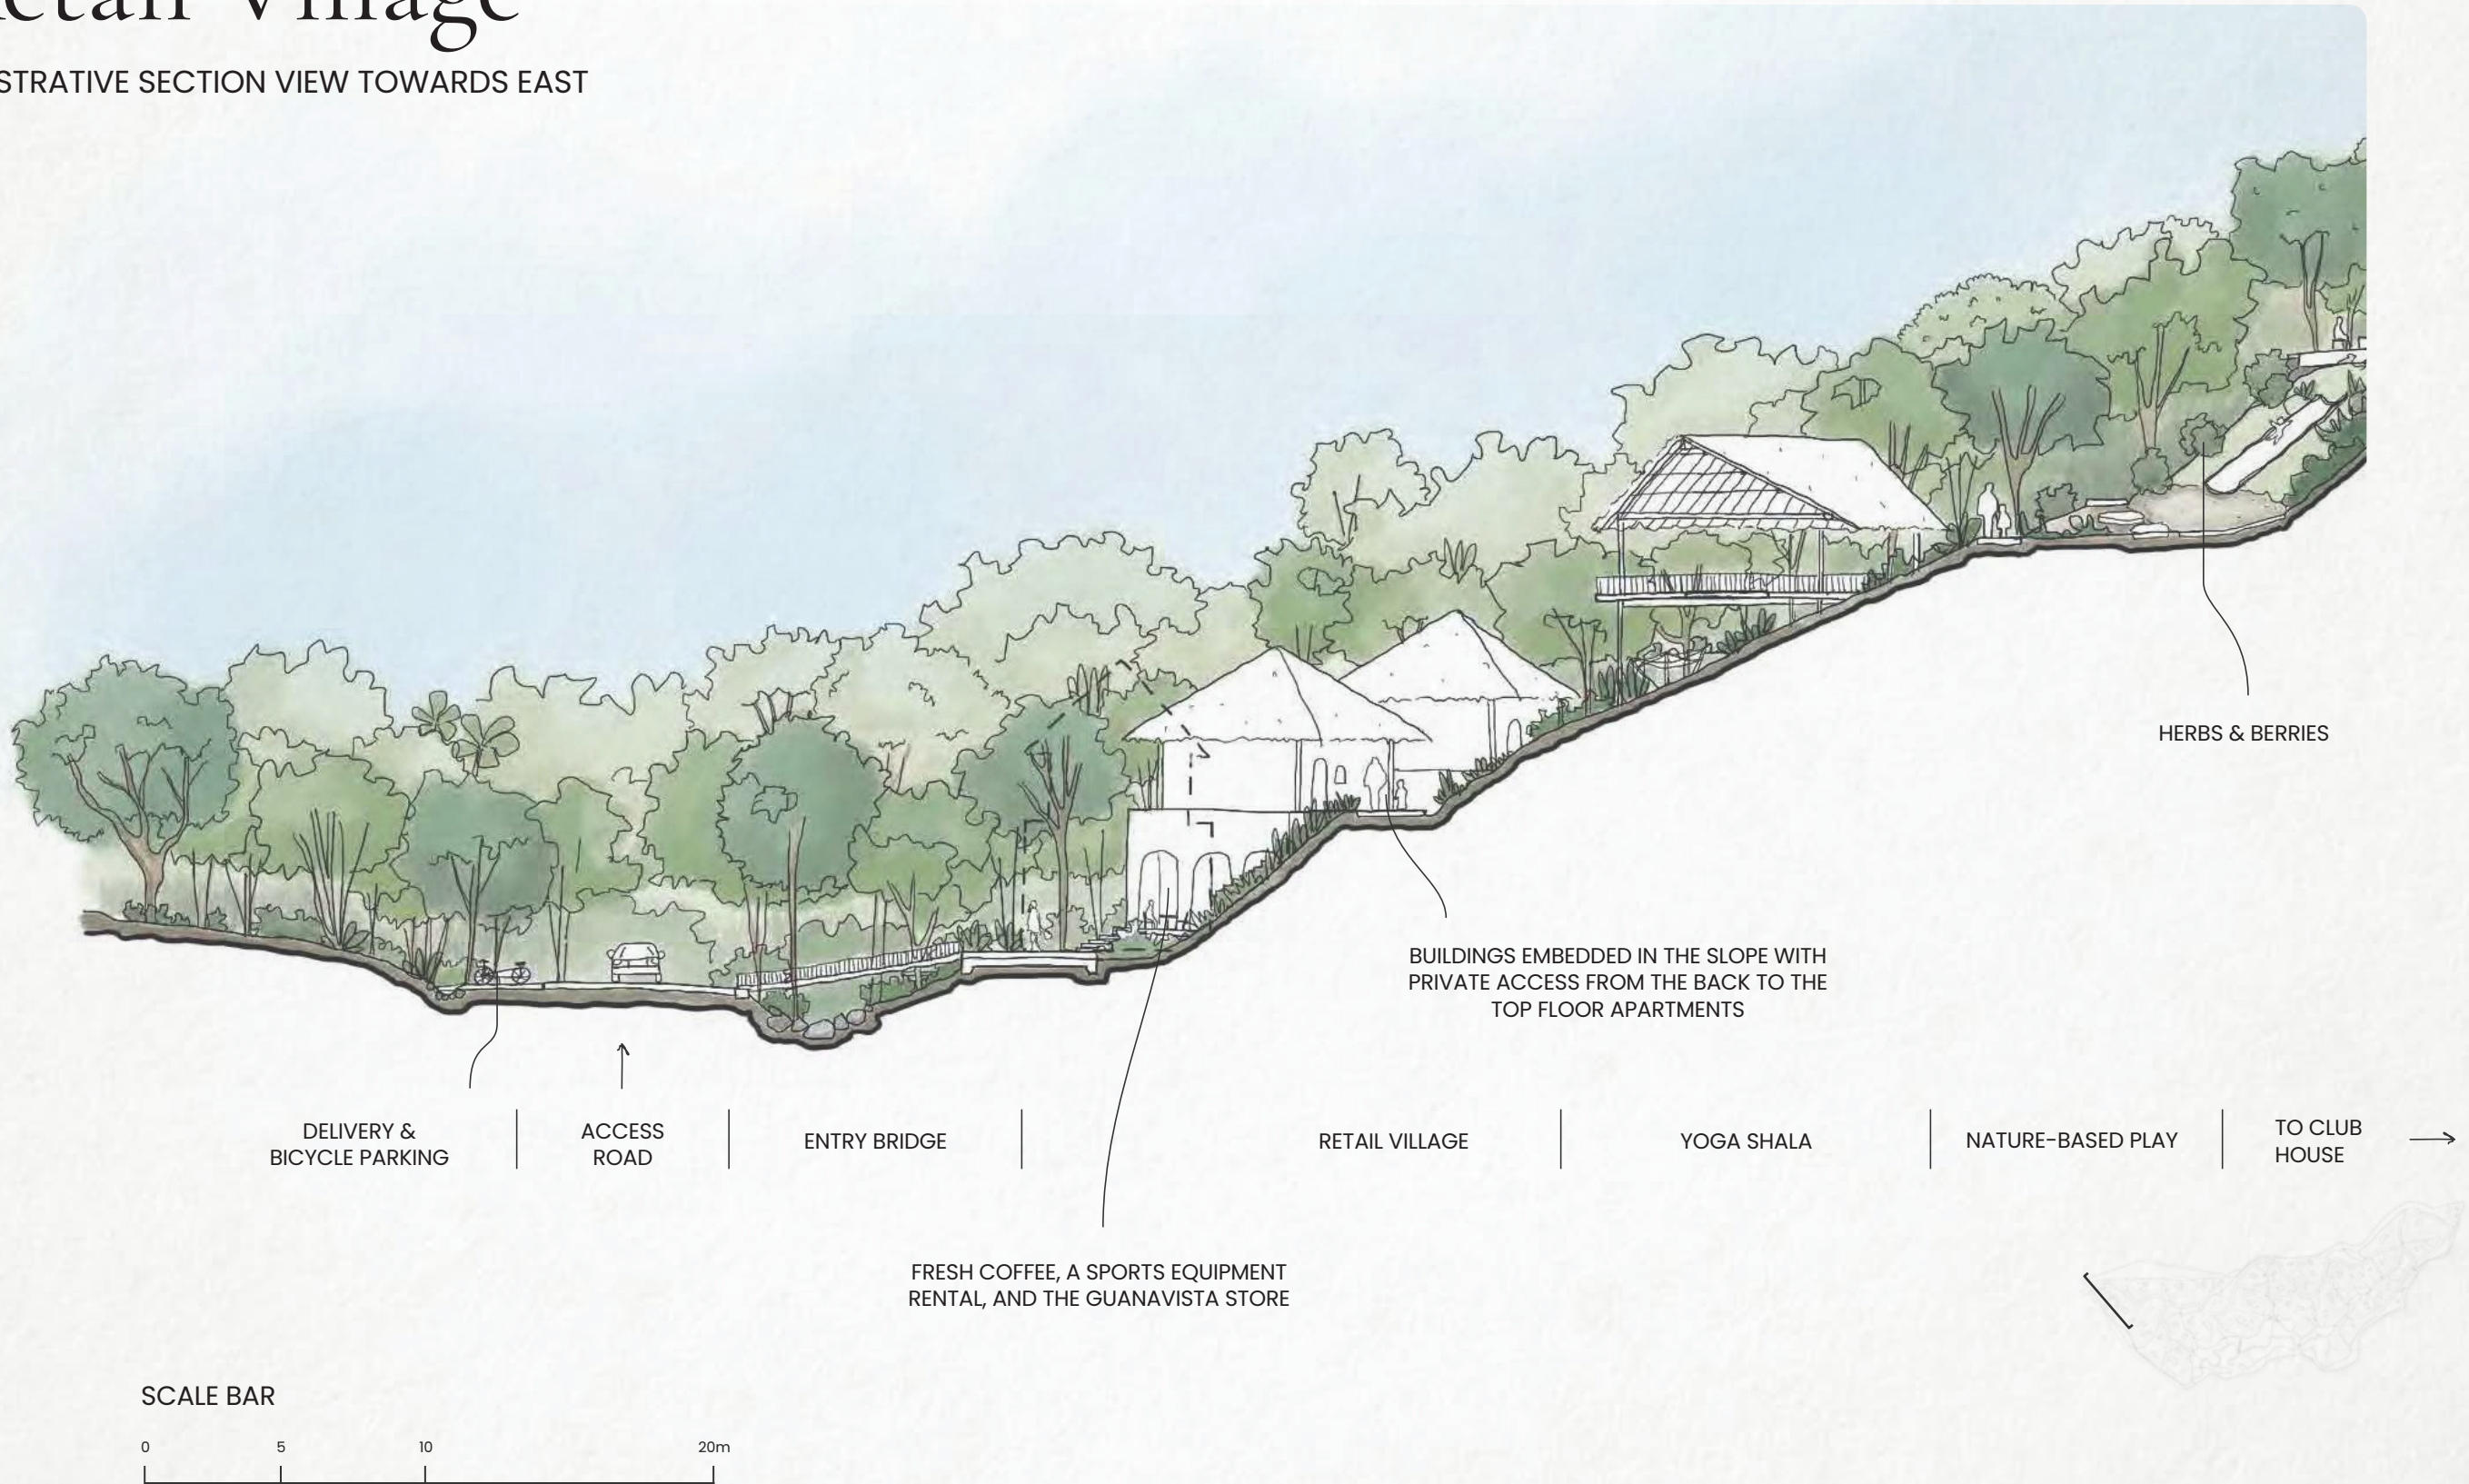 etail Village
STRATIVE SECTION VIEW TOWARDS EAST
HERBS & BERRIES
BUILDINGS EMBEDDED IN THE SLOPE WITH
PRIVATE ACCESS FROM THE BACK TO THE
TOP FLOOR APARTMENTS
DELIVERY &
BICYCLE PARKING
ACCESS
ROAD
ENTRY BRIDGE
RETAIL VILLAGE
YOGA SHALA
NATURE-BASED PLAY
TO CLUB
HOUSE
FRESH COFFEE, A SPORTS EQUIPMENT
RENTAL, AND THE GUANAVISTA STORE
SCALE BAR
0 5 10 20m